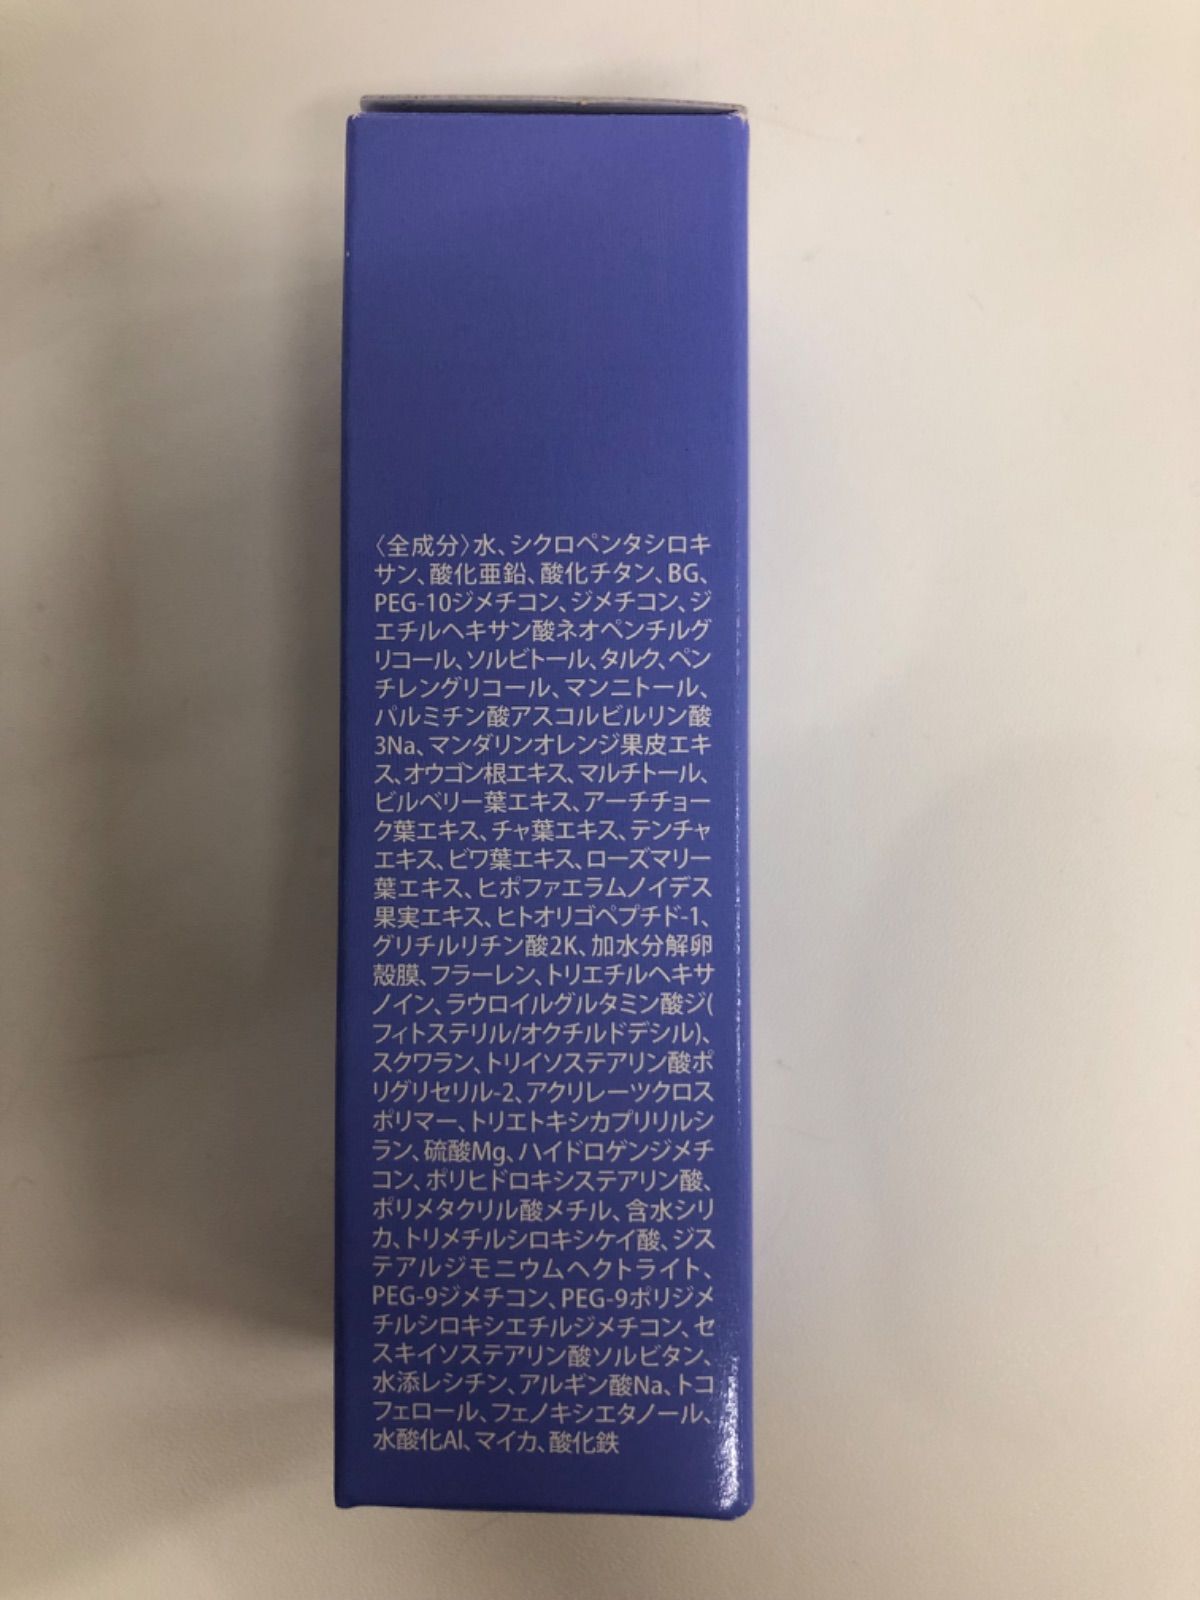 〈全成分〉水、シクロペンタシロキ
サン、酸化亜鉛、酸化チタン、BG、
PEG-10ジメチコン、ジメチコン、ジ
エチルヘキサン酸ネオペンチルグ
リコール、ソルビトール、タルク、ペン
チレングリコール、マンニトール、
パルミチン酸アスコルビルリン酸
3Na、マンダリンオレンジ果皮エキ
ス、オウゴン根エキス、マルチトール、
ビルベリー葉エキス、アーチチョー
ク葉エキス、チャ葉エキス、テンチャ
エキス、ビワ葉エキス、ローズマリー
葉エキス、ヒポファエラムノイデス
果実エキス、ヒトオリゴペプチド-1、
グリチルリチン酸2K、加水分解卵
殻膜、フラーレン、トリエチルヘキサ
ノイン、ラウロイルグルタミン酸ジ(
フィトステリル/オクチルドデシル)、
スクワラン、トリイソステアリン酸ポ
リグリセリル-2、アクリレーツクロス
ポリマー、トリエトキシカプリリルシ
ラン、硫酸Mg、ハイドロゲンジメチ
コン、ポリヒドロキシステアリン酸、
ポリメタクリル酸メチル、含水シリ
カ、トリメチルシロキシケイ酸、ジス
テアルジモニウムヘクトライト、
PEG-9ジメチコン、PEG-9ポリジメ
チルシロキシエチルジメチコン、セ
スキイソステアリン酸ソルビタン、
水添レシチン、アルギン酸Na、トコ
フェロール、フェノキシエタノール、
水酸化Al、マイカ、酸化鉄